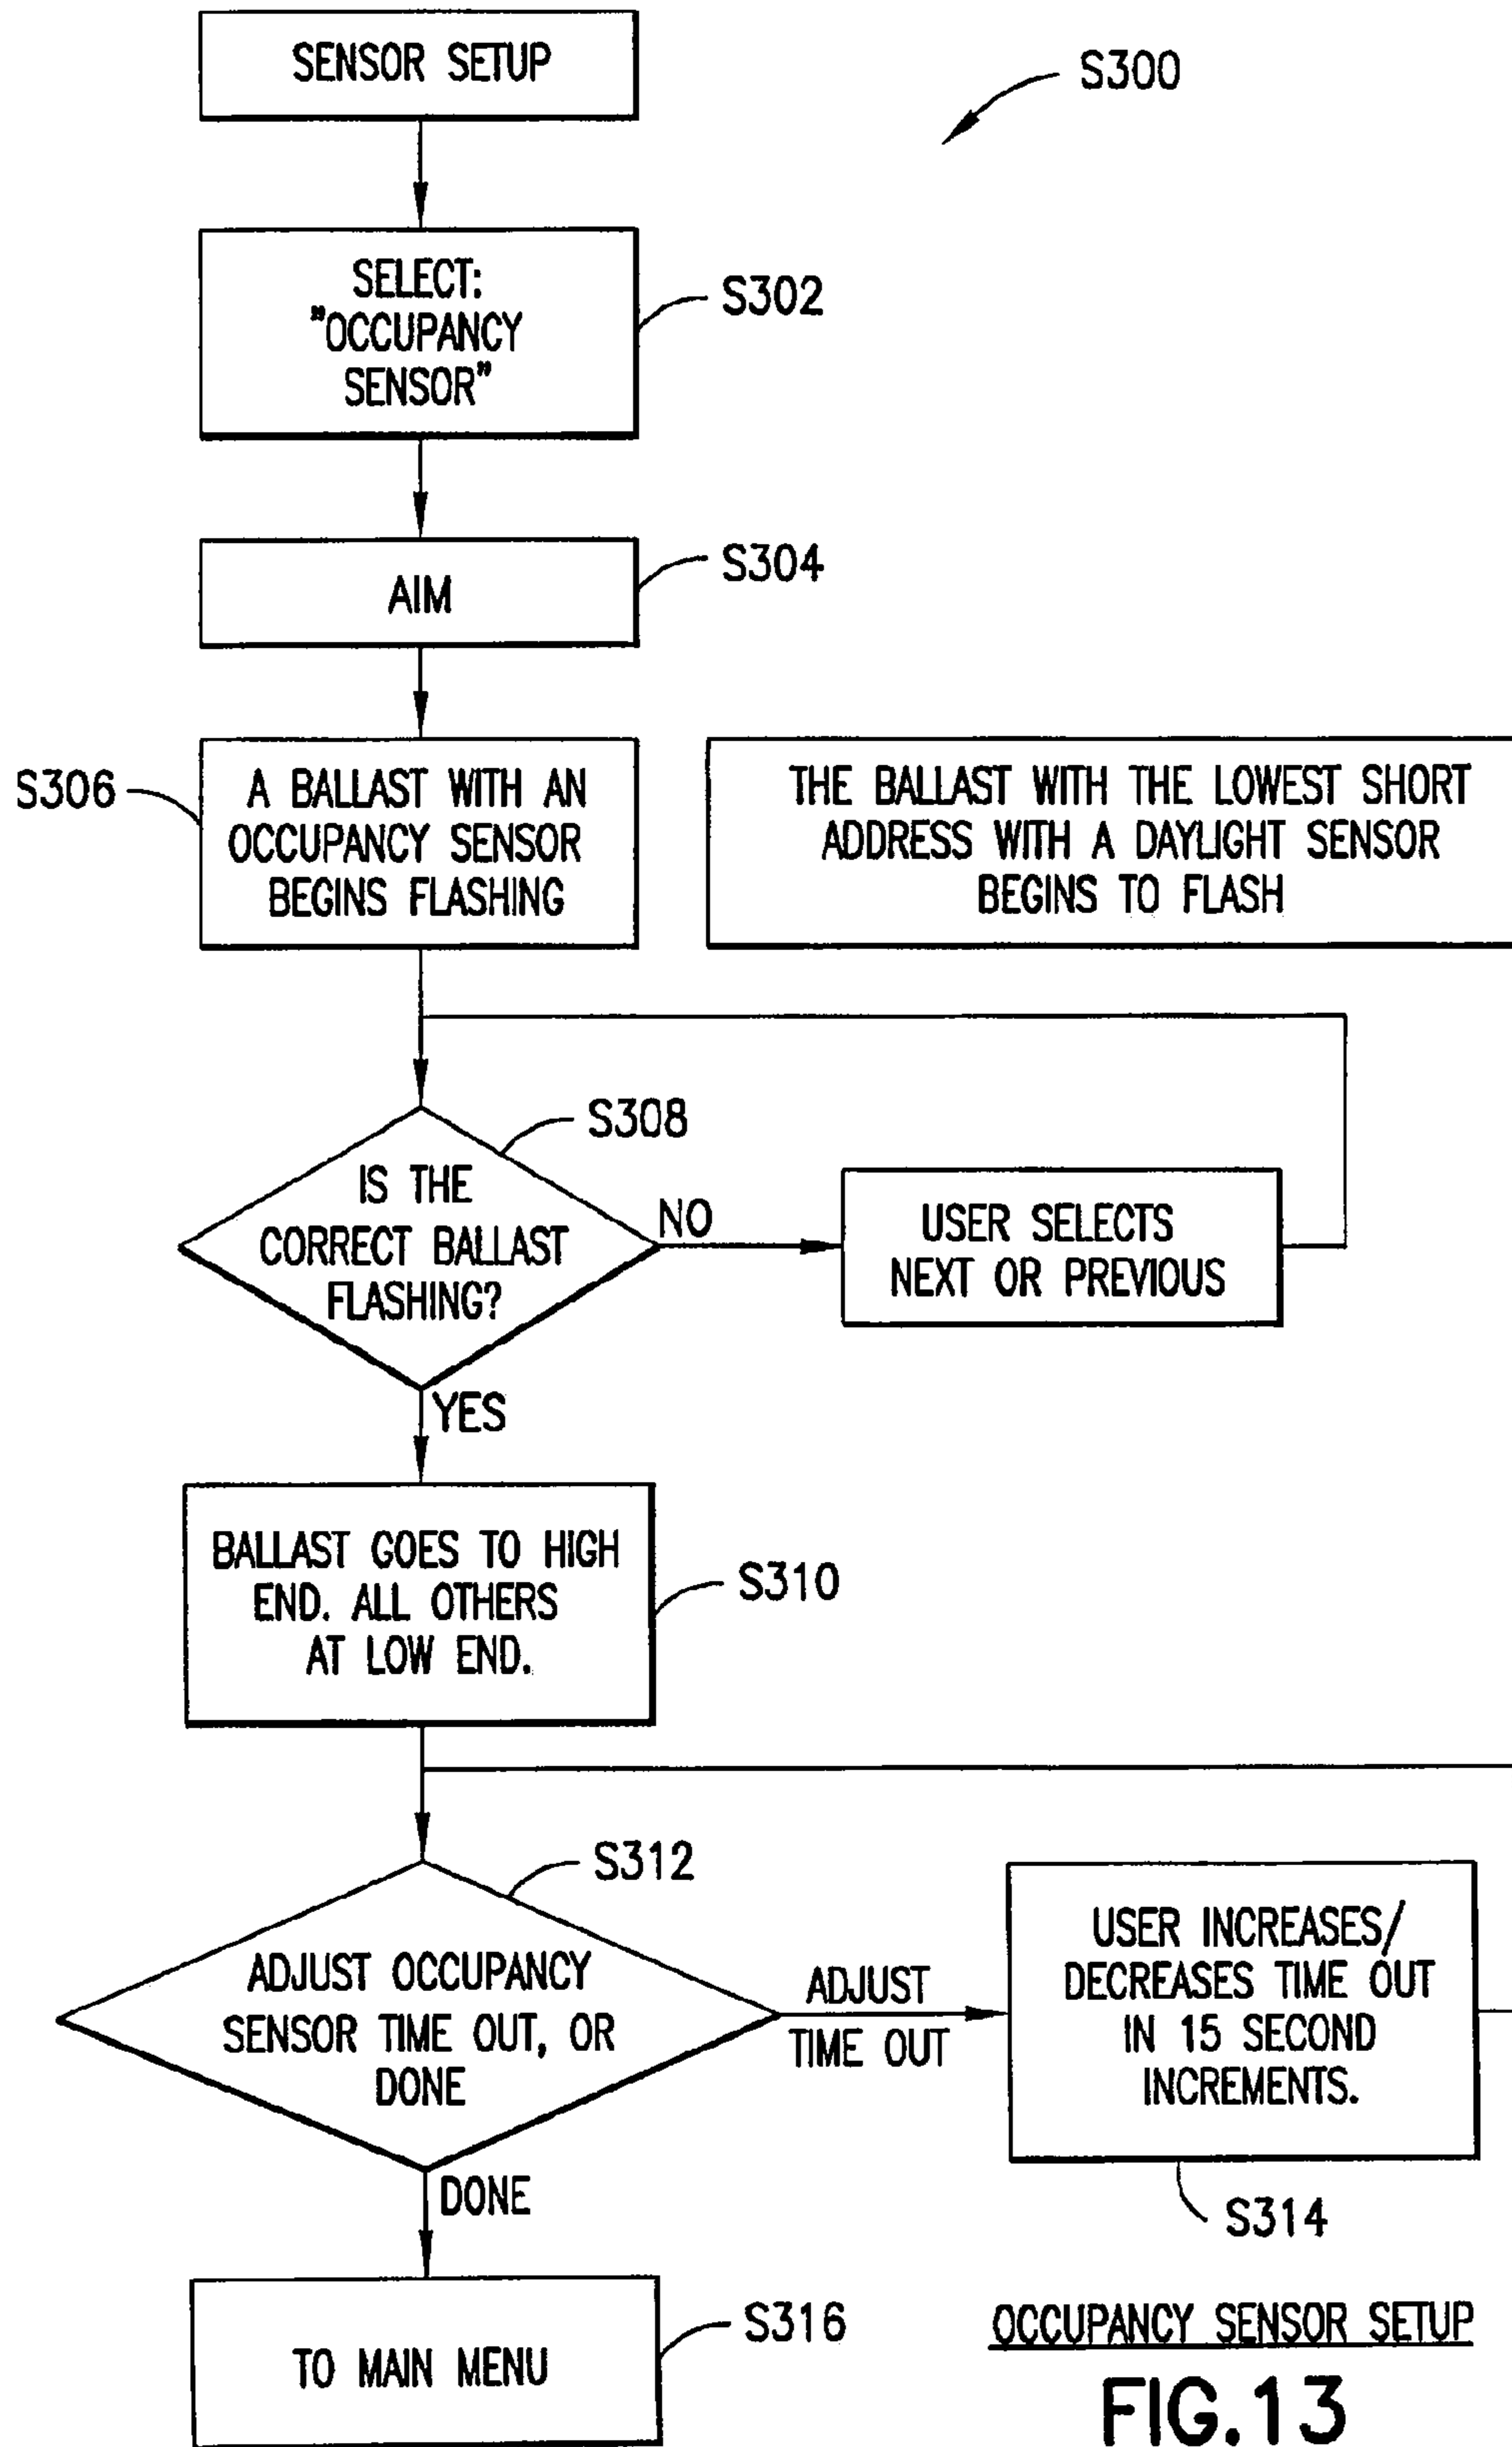 SENSOR SETUP
S300
SELECT:
"OCCUPANCY
SENSOR"
S302
AIM
S304
S306
A BALLAST WITH AN
OCCUPANCY SENSOR
BEGINS FLASHING
THE BALLAST WITH THE LOWEST SHORT
ADDRESS WITH A DAYLIGHT SENSOR
BEGINS TO FLASH
S308
IS THE
CORRECT BALLAST
FLASHING?
NO
USER SELECTS
NEXT OR PREVIOUS
YES
BALLAST GOES TO HIGH
END. ALL OTHERS
AT LOW END.
S310
S312
ADJUST OCCUPANCY
SENSOR TIME OUT, OR
DONE
ADJUST
TIME OUT
USER INCREASES/
DECREASES TIME OUT
IN 15 SECOND
INCREMENTS.
S314
DONE
TO MAIN MENU
S316
OCCUPANCY SENSOR SETUP
FIG.13